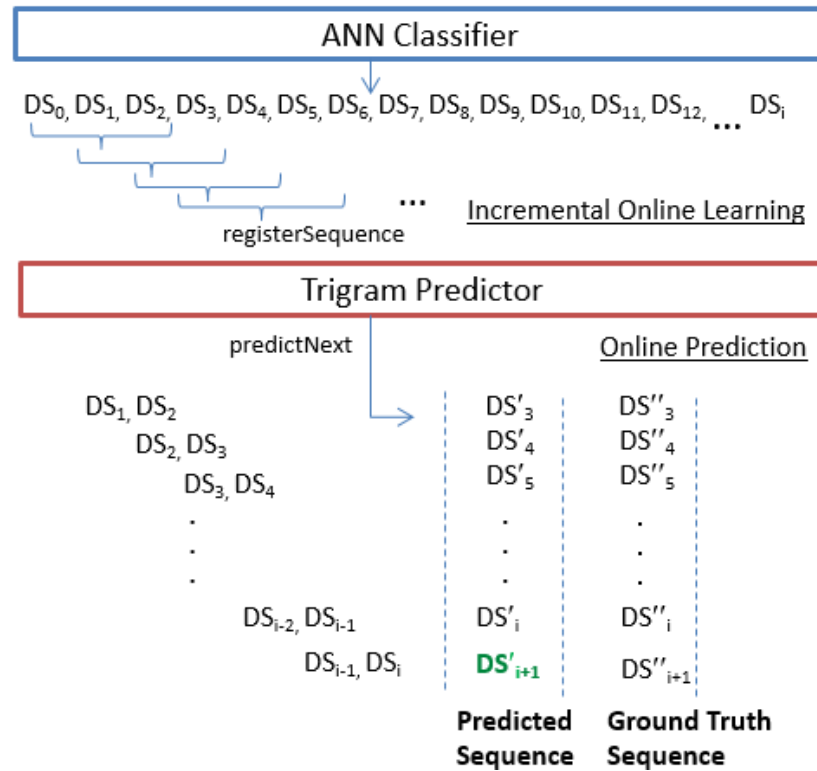 ANN Classifier
DS₀, DS₁, DS₂, DS₃, DS₄, DS₅, DS₆, DS₇, DS₈, DS₉, DS₁₀, DS₁₁, DS₁₂, ... DSᵢ
...
Incremental Online Learning
registerSequence
Trigram Predictor
predictNext
Online Prediction
DS₁, DS₂ DS'₃ DS''₃
DS₂, DS₃ DS'₄ DS''₄
DS₃, DS₄ DS'₅ DS''₅
. . .
. . .
. . .
DSᵢ₋₂, DSᵢ₋₁ DS'ᵢ DS''ᵢ
DSᵢ₋₁, DSᵢ DS'ᵢ₊₁ DS''ᵢ₊₁
Predicted Ground Truth
Sequence Sequence